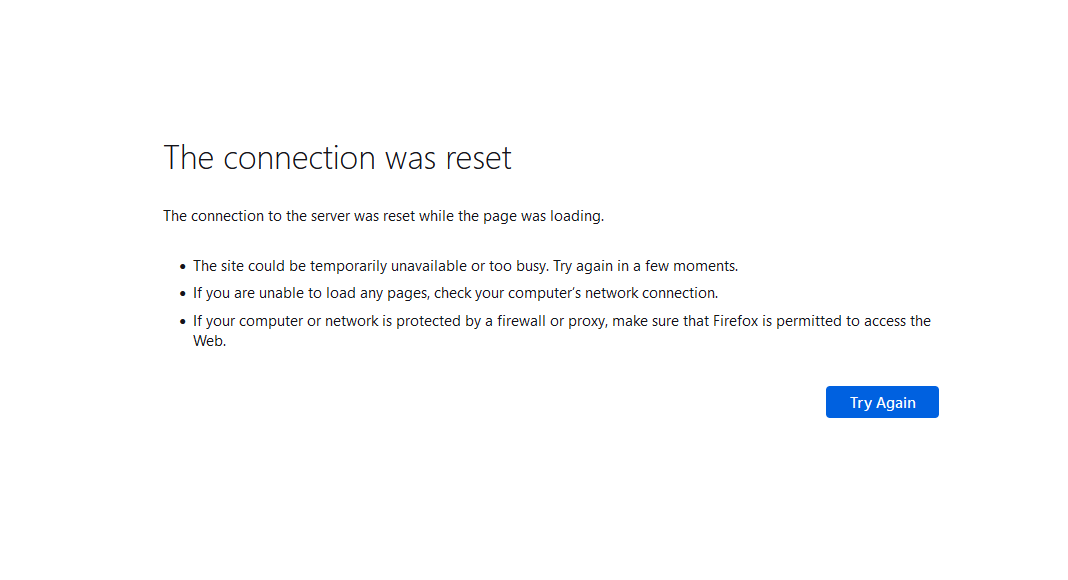 The connection was reset
The connection to the server was reset while the page was loading.
• The site could be temporarily unavailable or too busy. Try again in a few moments.
• If you are unable to load any pages, check your computer’s network connection.
• If your computer or network is protected by a firewall or proxy, make sure that Firefox is permitted to access the
Web.
Try Again